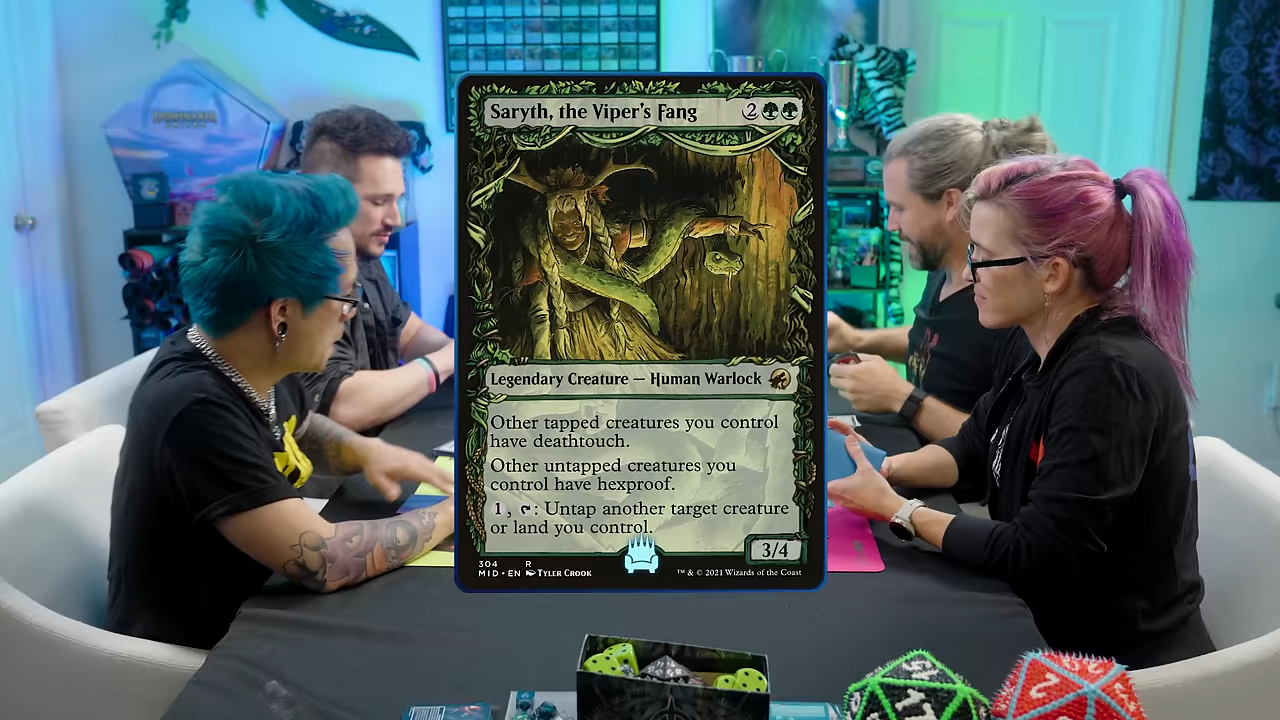 Saryth, the Viper's Fang 2
Legendary Creature — Human Warlock
Other tapped creatures you control
have deathtouch.
Other untapped creatures you
control have hexproof.
1, : Untap another target creature
or land you control.
3/4
304 R
MID • EN TYLER CROOK
™ & © 2021 Wizards of the Coast